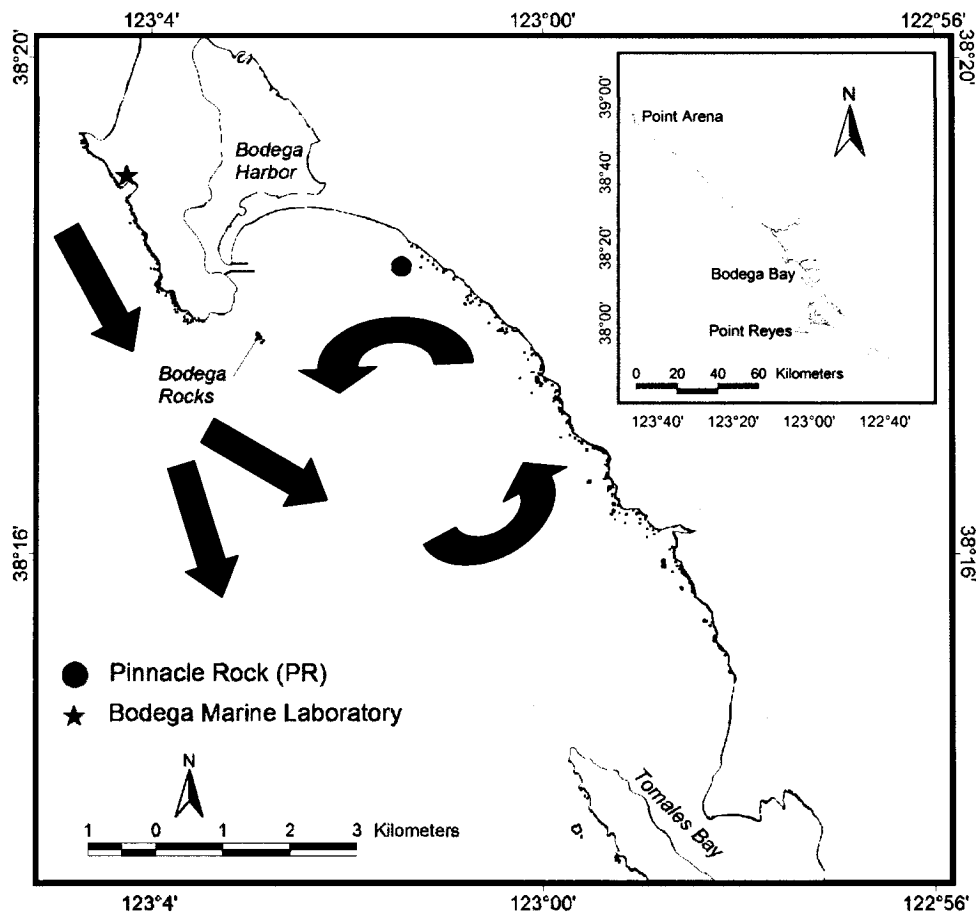 123°4'
123°00'
122°56'
38°20'
38°20'
Bodega
Harbor
Bodega
Rocks
N
Point Arena
Bodega Bay
Point Reyes
39°00'
38°40'
38°20'
38°00'
0 20 40 60 Kilometers
123°40' 123°20' 123°00' 122°40'
38°16'
38°16'
Pinnacle Rock (PR)
Bodega Marine Laboratory
N
1 0 1 2 3 Kilometers
Tomales Bay
123°4'
123°00'
122°56'